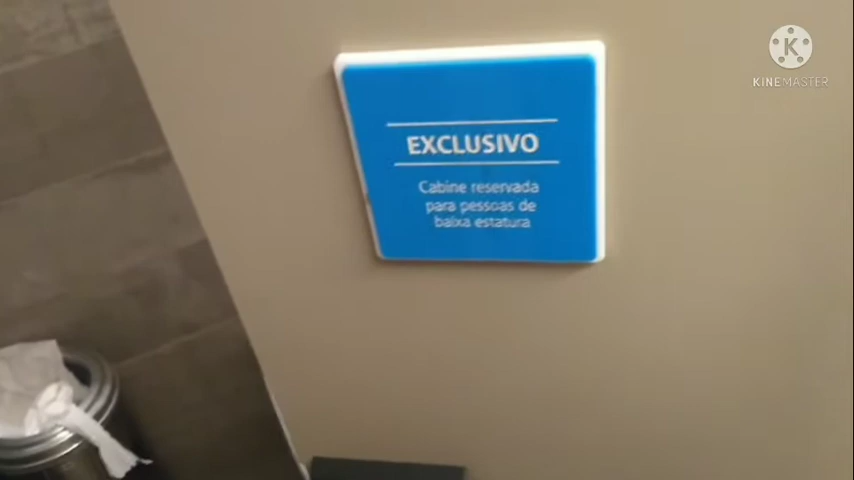 K
KINEMASTER
EXCLUSIVO
Cabine reservada
para pessoas de
baixa estatura